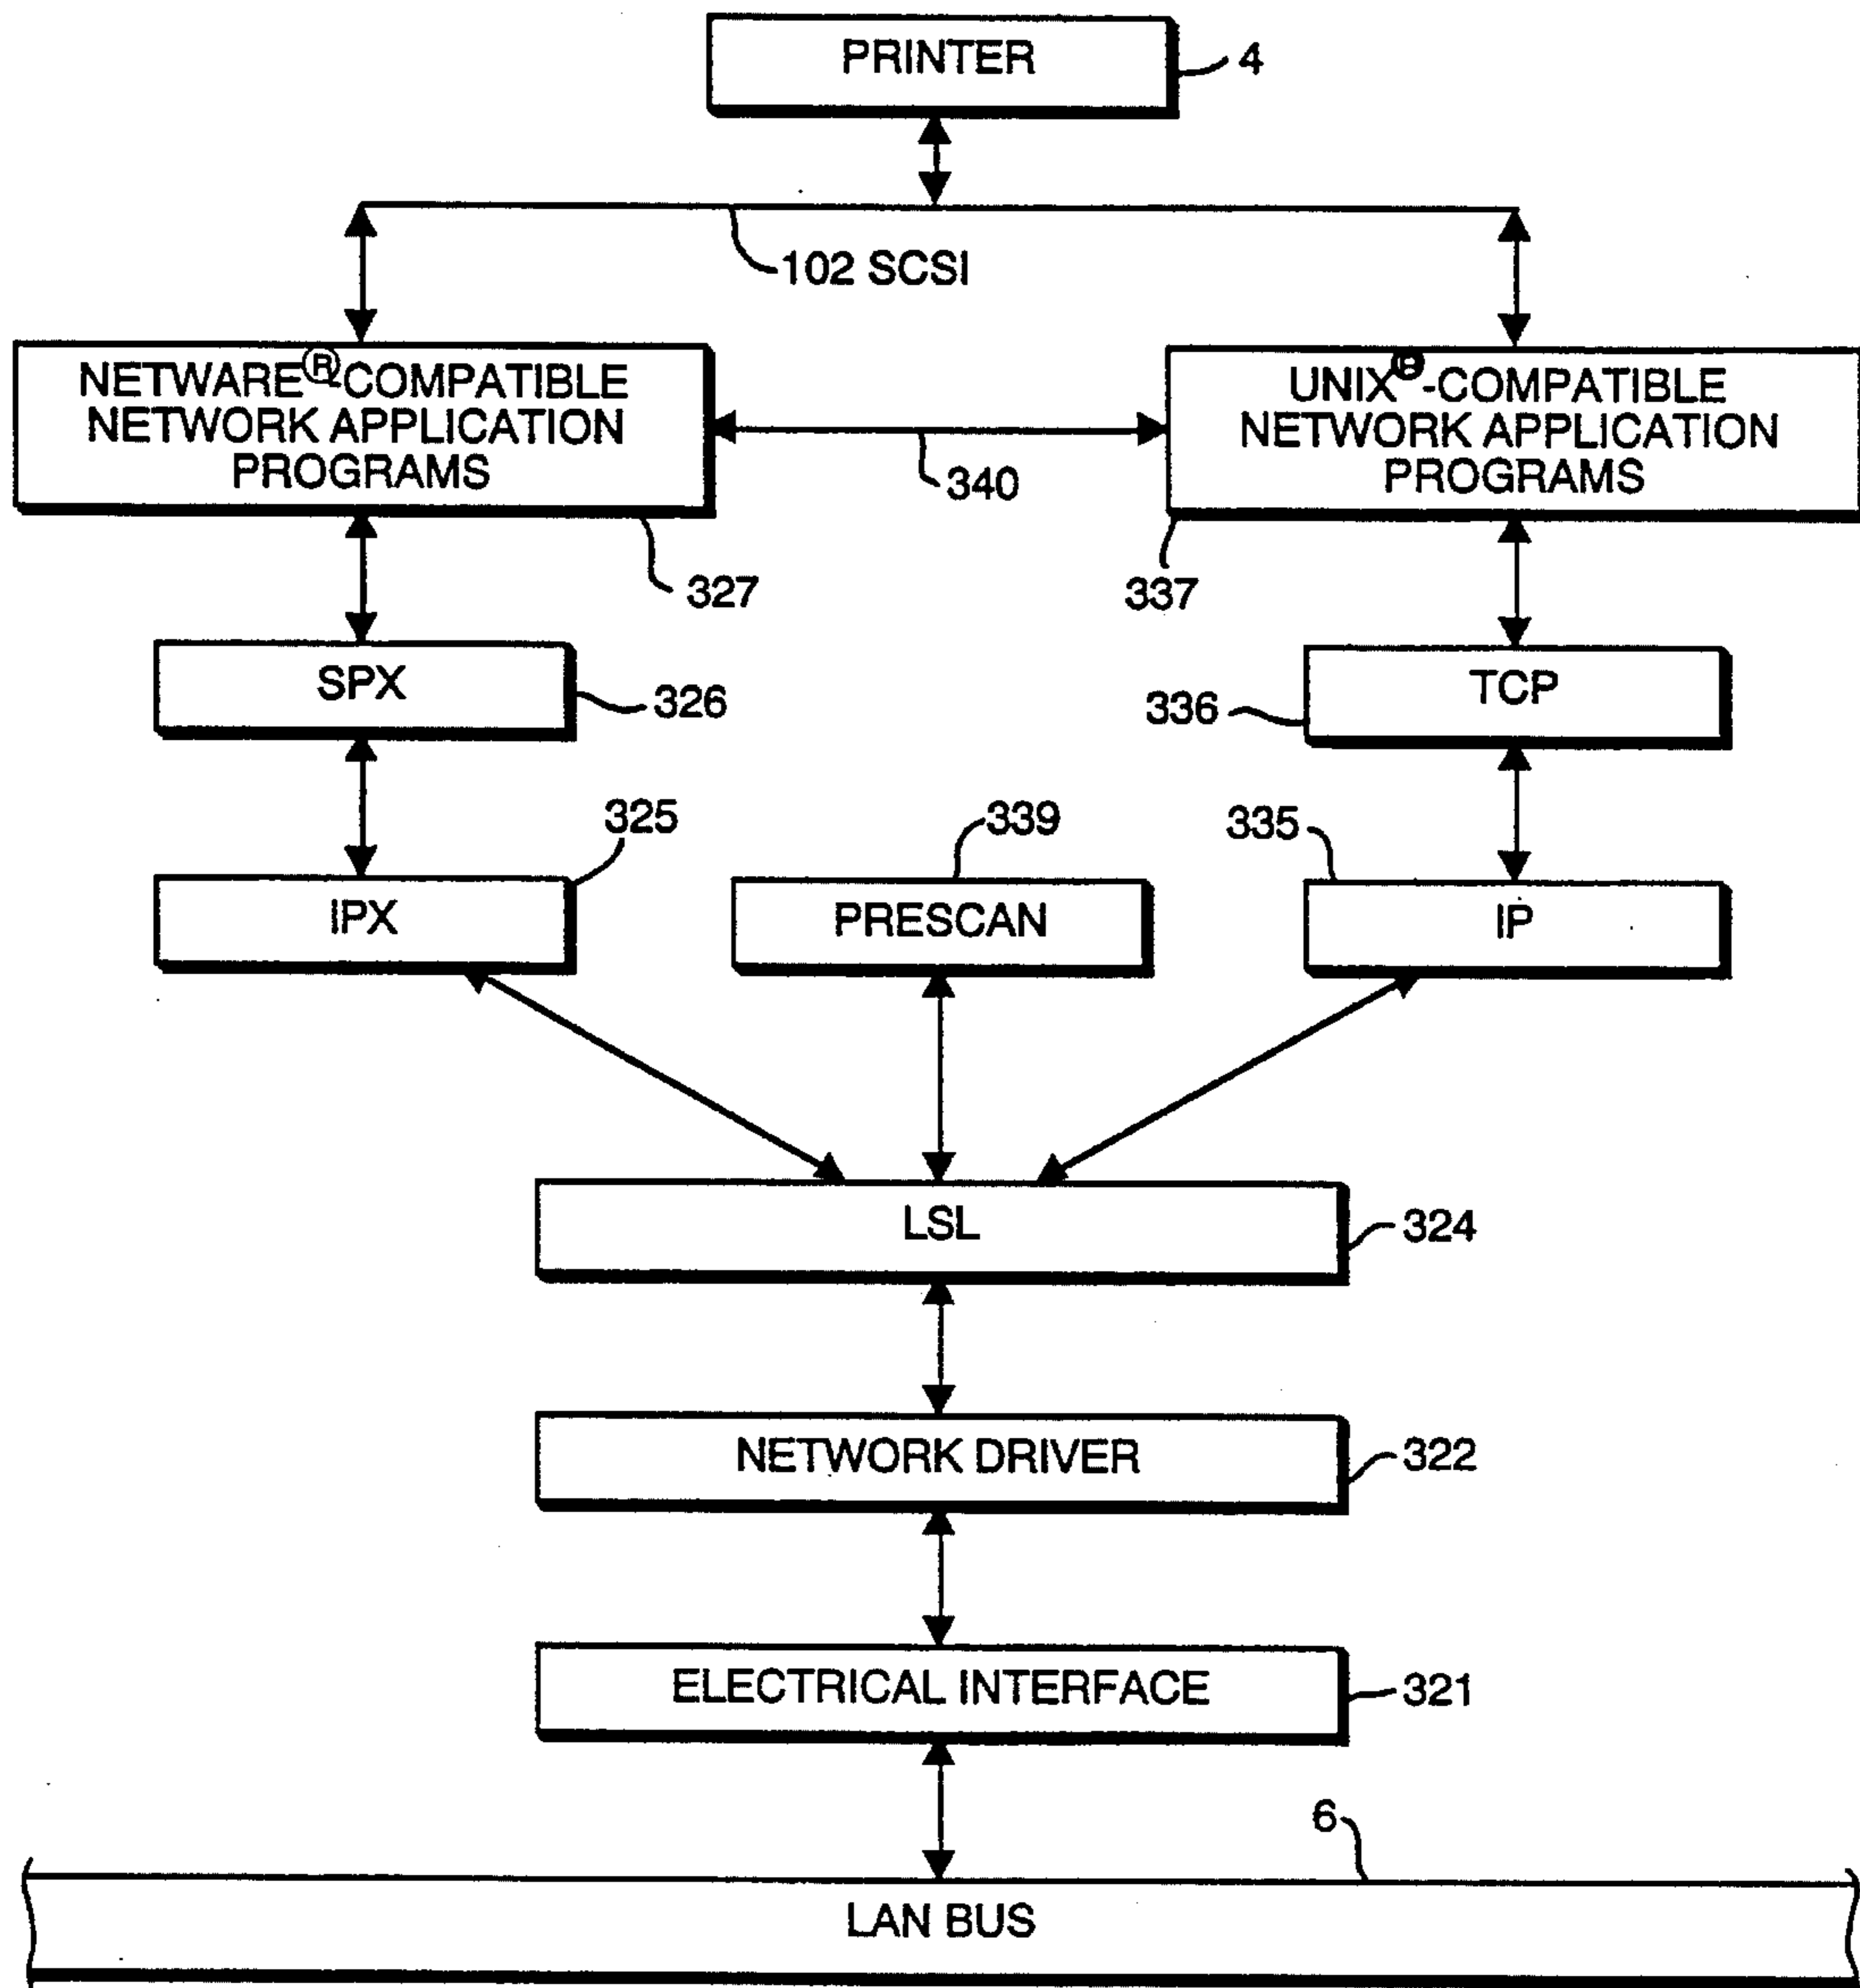 PRINTER
4
102 SCSI
NETWARE®-COMPATIBLE
NETWORK APPLICATION
PROGRAMS
UNIX®-COMPATIBLE
NETWORK APPLICATION
PROGRAMS
340
327
337
SPX
326
TCP
336
325
339
335
IPX
PRESCAN
IP
LSL
324
NETWORK DRIVER
322
ELECTRICAL INTERFACE
321
6
LAN BUS